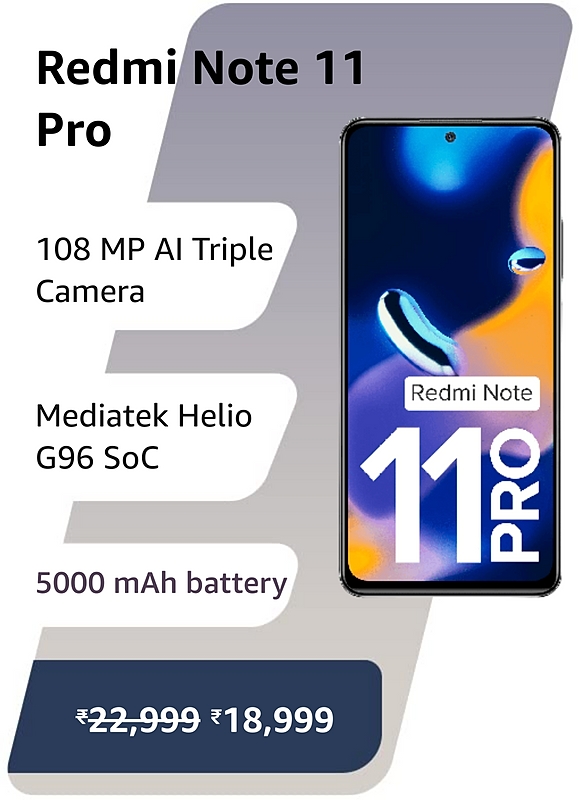 Redmi Note 11
Pro
108 MP AI Triple
Camera
Mediatek Helio
G96 SoC
5000 mAh battery
₹22,999 ₹18,999
Redmi Note
11 PRO